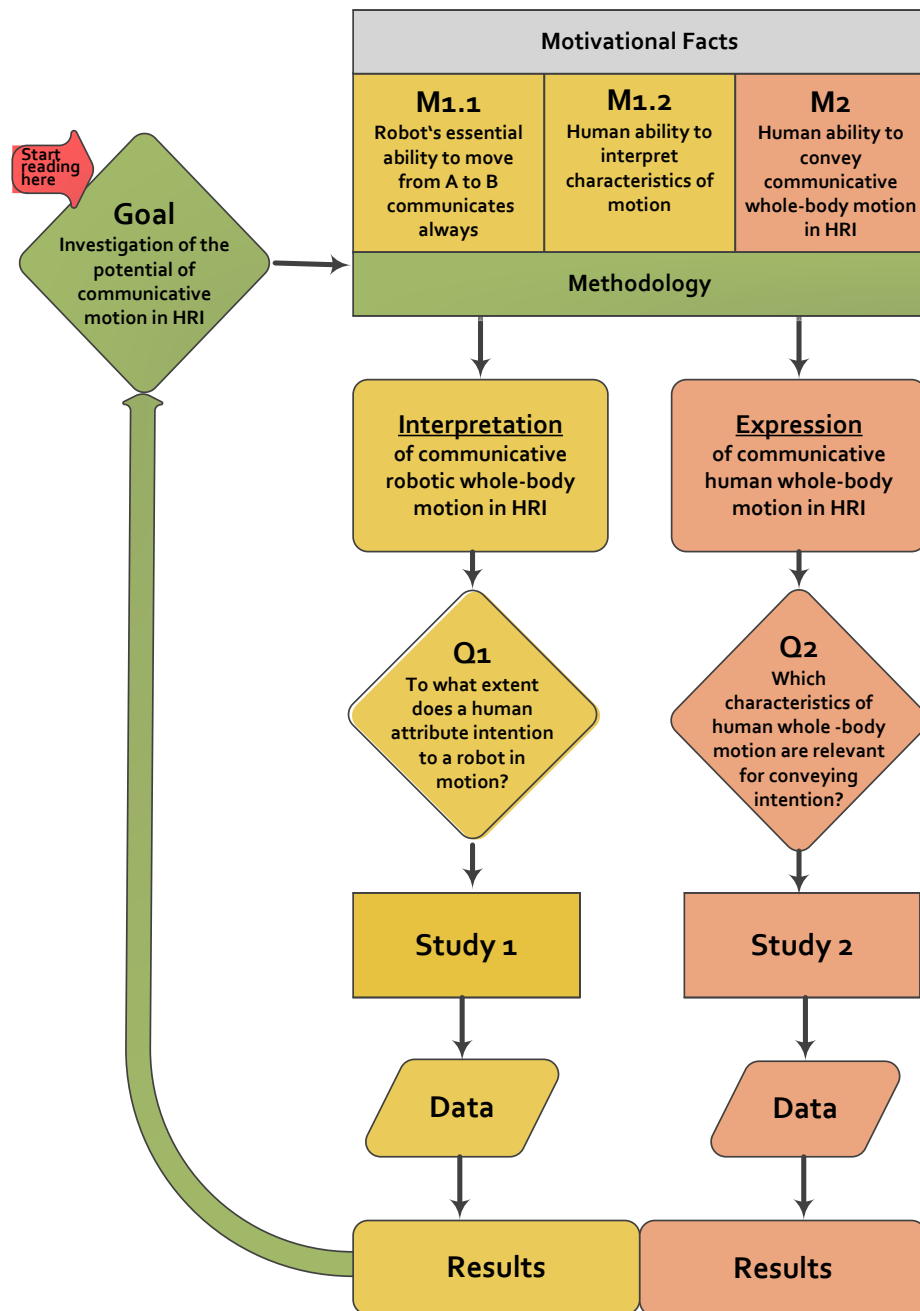 Start
reading
here
Goal
Investigation of the
potential of
communicative
motion in HRI
Motivational Facts
M1.1
Robot‘s essential
ability to move
from A to B
communicates
always
M1.2
Human ability to
interpret
characteristics of
motion
M2
Human ability to
convey
communicative
whole-body motion
in HRI
Methodology
Interpretation
of communicative
robotic whole-body
motion in HRI
Expression
of communicative
human whole-body
motion in HRI
Q1
To what extent
does a human
attribute intention
to a robot in
motion?
Q2
Which
characteristics of
human whole -body
motion are relevant
for conveying
intention?
Study 1
Study 2
Data
Data
Results
Results